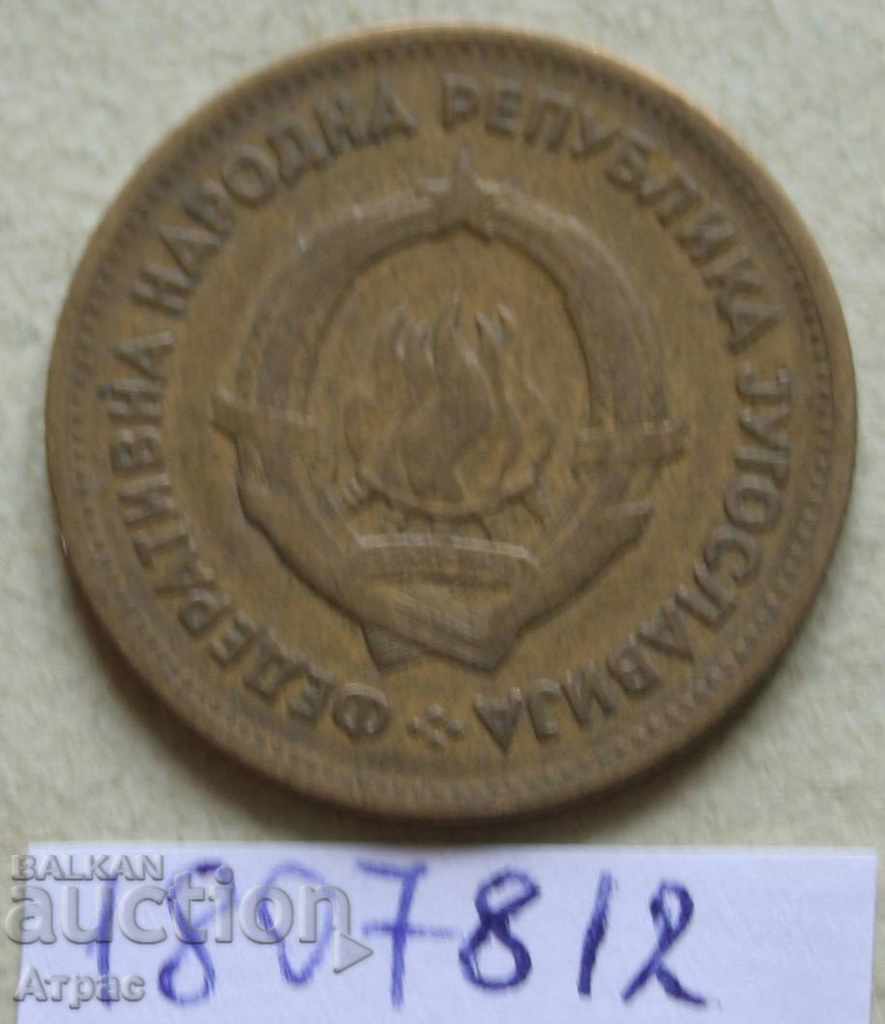 ФЕДЕРАТИВНА НАРОДНА РЕПУБЛИКА ЈУГОСЛАВИЈА
1807812
BALKAN
auction
Атрас